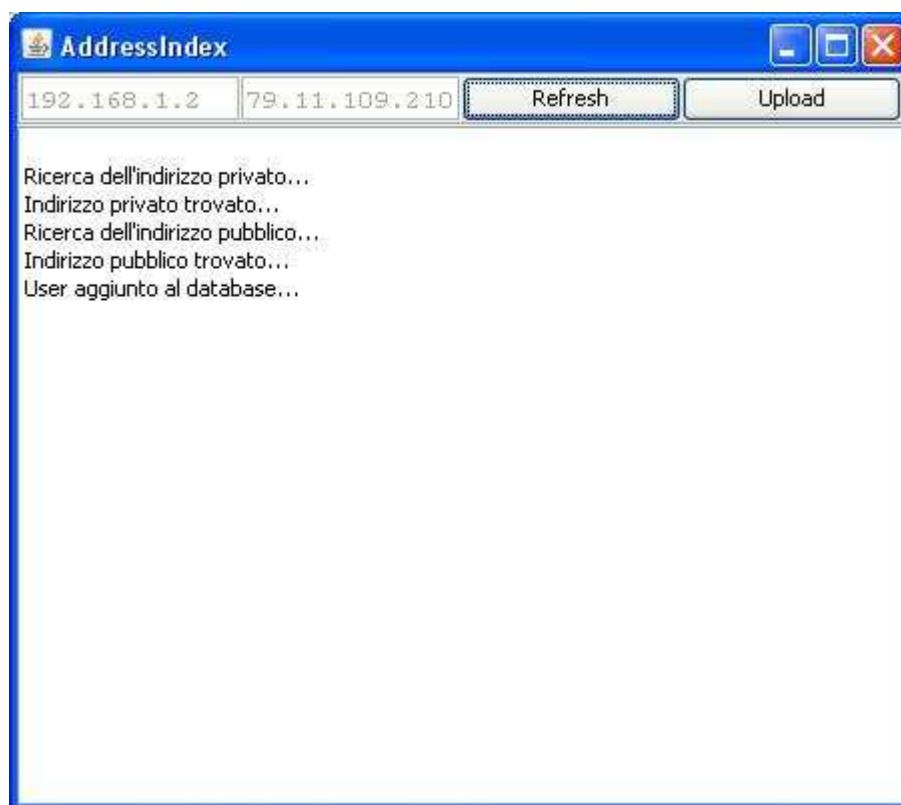 AddressIndex
192.168.1.2 79.11.109.210 Refresh Upload
Ricerca dell'indirizzo privato...
Indirizzo privato trovato...
Ricerca dell'indirizzo pubblico...
Indirizzo pubblico trovato...
User aggiunto al database...